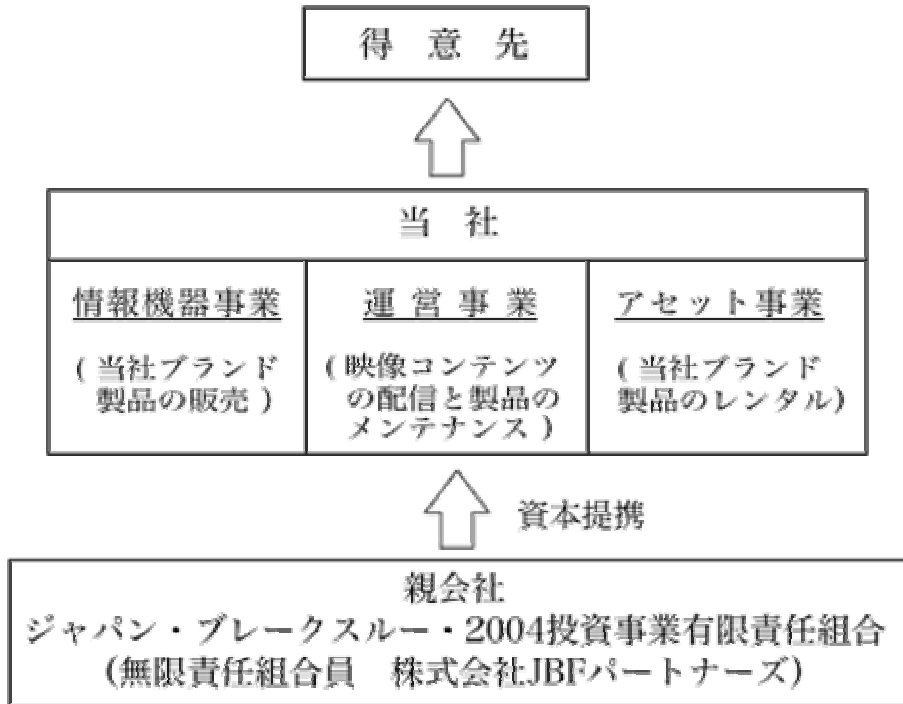 得意先
当社
情報機器事業
(当社ブランド
製品の販売)
運営事業
(映像コンテンツ
の配信と製品の
メンテナンス)
アセット事業
(当社ブランド
製品のレンタル)
資本提携
親会社
ジャパン・ブレークスルー・2004投資事業有限責任組合
(無限責任組合員 株式会社JBFパートナーズ)